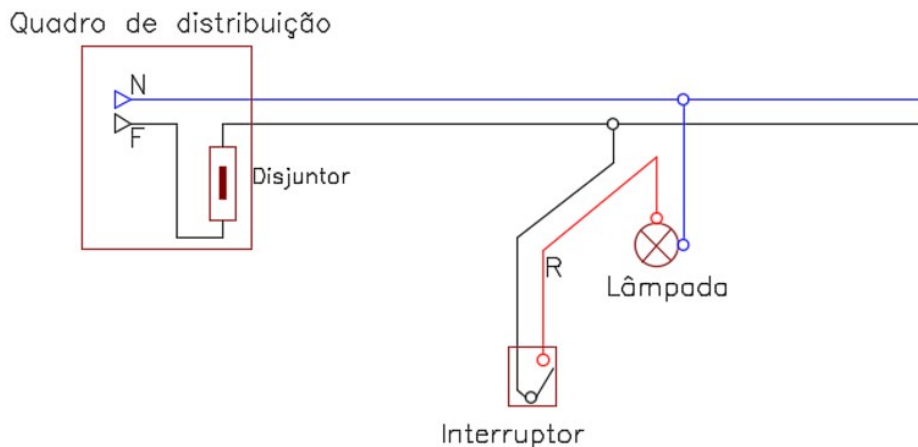 Quadro de distribuição
N
F
Disjuntor
R
Lâmpada
Interruptor